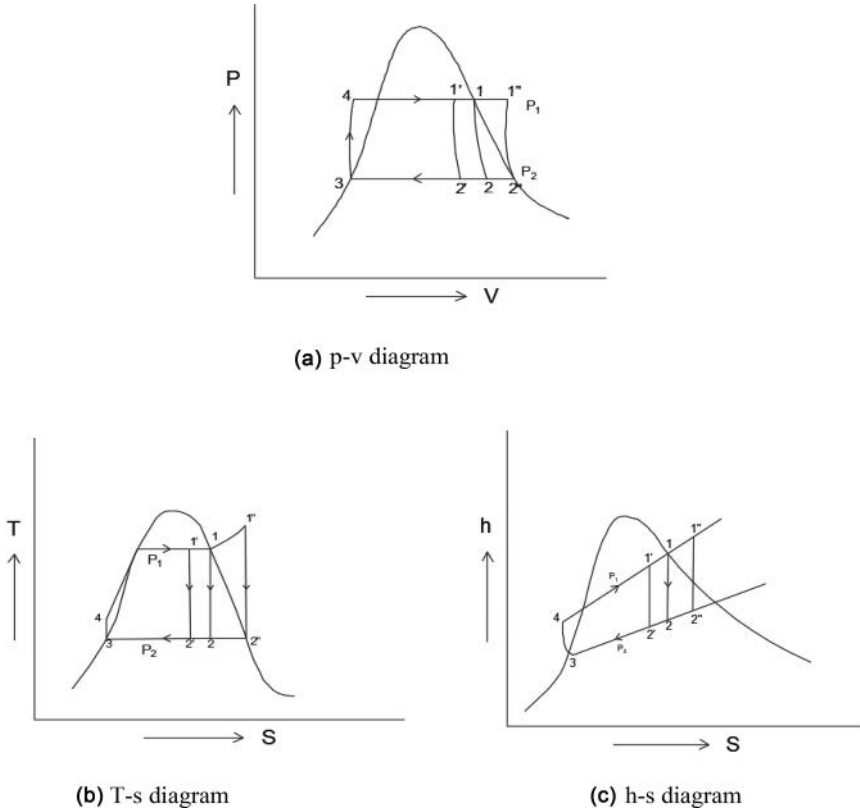 P
4
1'
1
1"
P₁
3
2'
2
2"
P₂
V
(a) p-v diagram
T
P₁
1'
1
1"
4
3
P₂
2'
2
2"
S
(b) T-s diagram
h
1'
1
1"
P₁
4
3
2'
2
2"
P₂
S
(c) h-s diagram